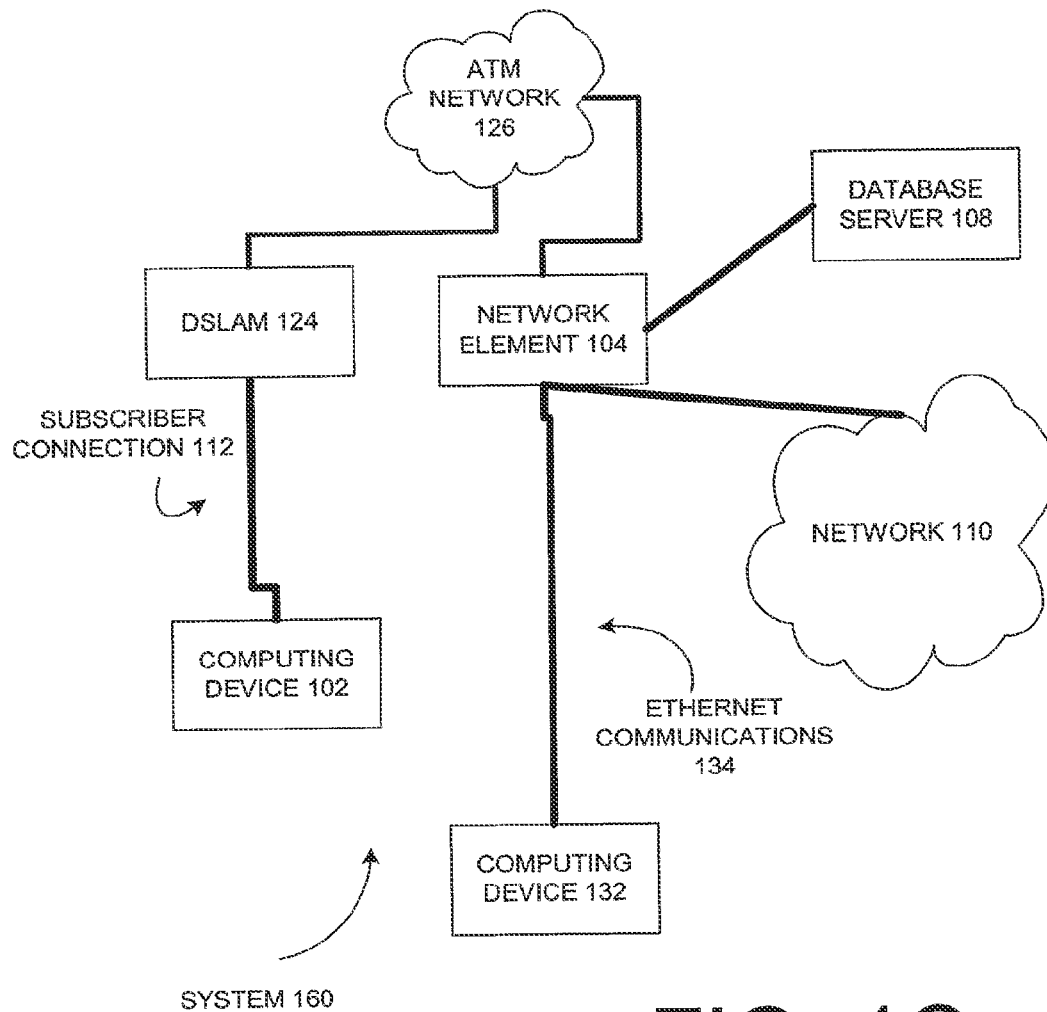 ATM
NETWORK
126
DATABASE
SERVER 108
DSLAM 124
NETWORK
ELEMENT 104
SUBSCRIBER
CONNECTION 112
NETWORK 110
COMPUTING
DEVICE 102
ETHERNET
COMMUNICATIONS
134
COMPUTING
DEVICE 132
SYSTEM 160